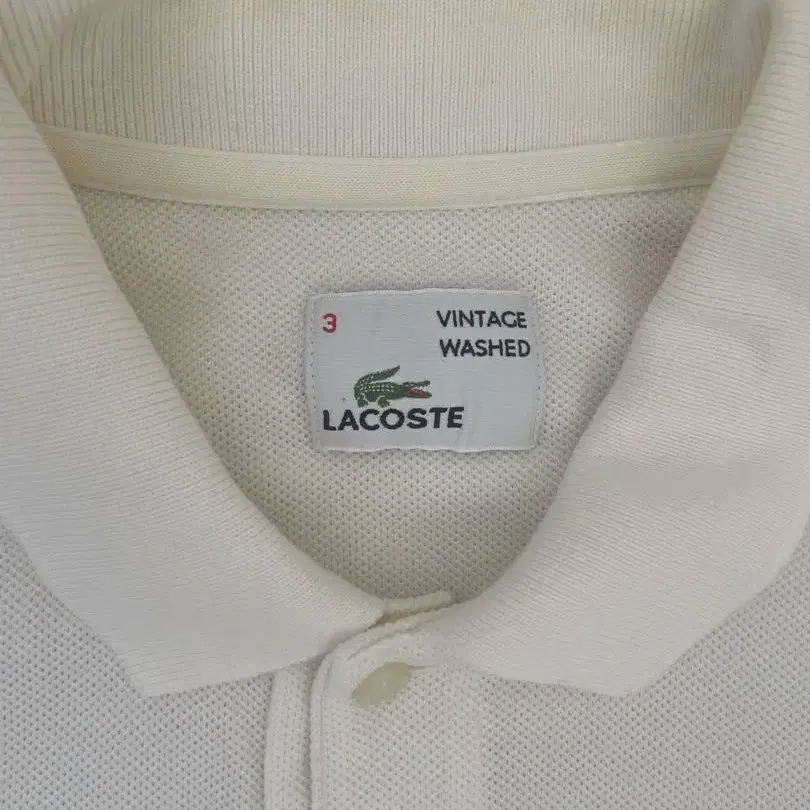 3
VINTAGE
WASHED
LACOSTE